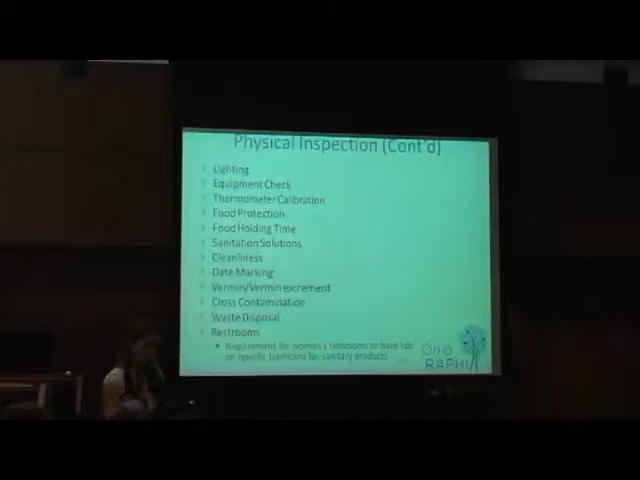 Physical Inspection (Cont'd)
Lighting
Equipment Check
Thermometer Calibration
Food Protection
Food Holding Time
Sanitation Solutions
Cleanliness
Date Marking
Vermin/Vermin excrement
Cross Contamination
Waste Disposal
Restrooms
Requirement for women's restrooms to have lids
on specific trashcans for sanitary products
Ohio
RAPHI